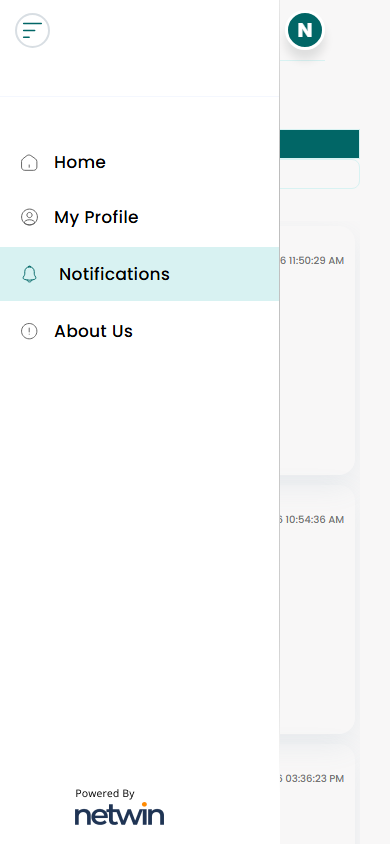 N
Home
My Profile
Notifications
About Us
6 11:50:29 AM
6 10:54:36 AM
6 03:36:23 PM
Powered By
netwin